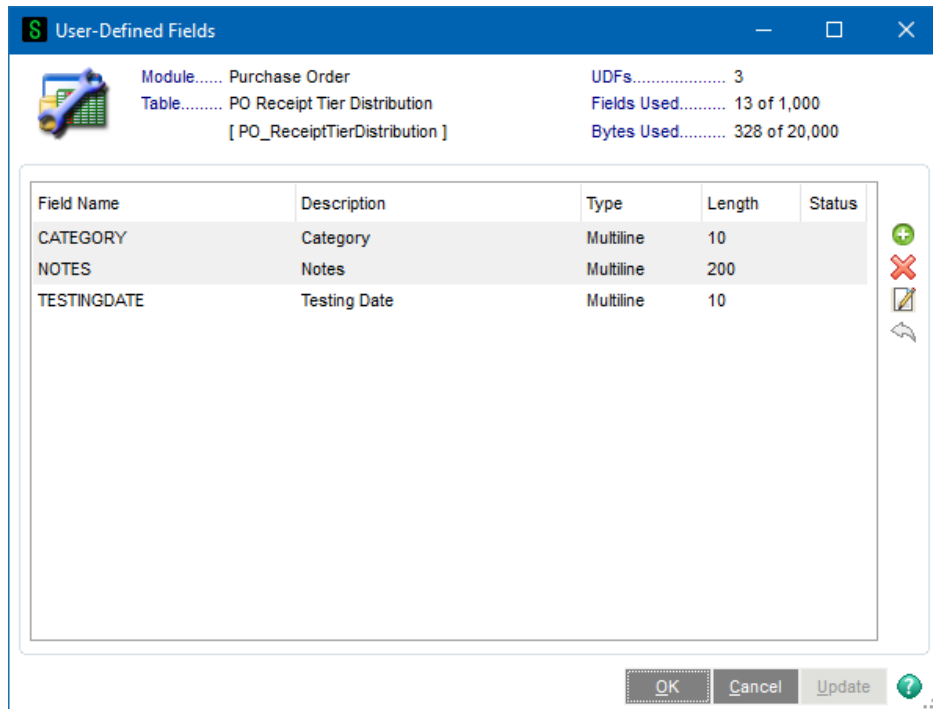 S User-Defined Fields
Module...... Purchase Order
Table......... PO Receipt Tier Distribution
[ PO_ReceiptTierDistribution ]
UDFs.................... 3
Fields Used.......... 13 of 1,000
Bytes Used.......... 328 of 20,000
Field Name Description Type Length Status
CATEGORY Category Multiline 10
NOTES Notes Multiline 200
TESTINGDATE Testing Date Multiline 10
OK Cancel Update ?